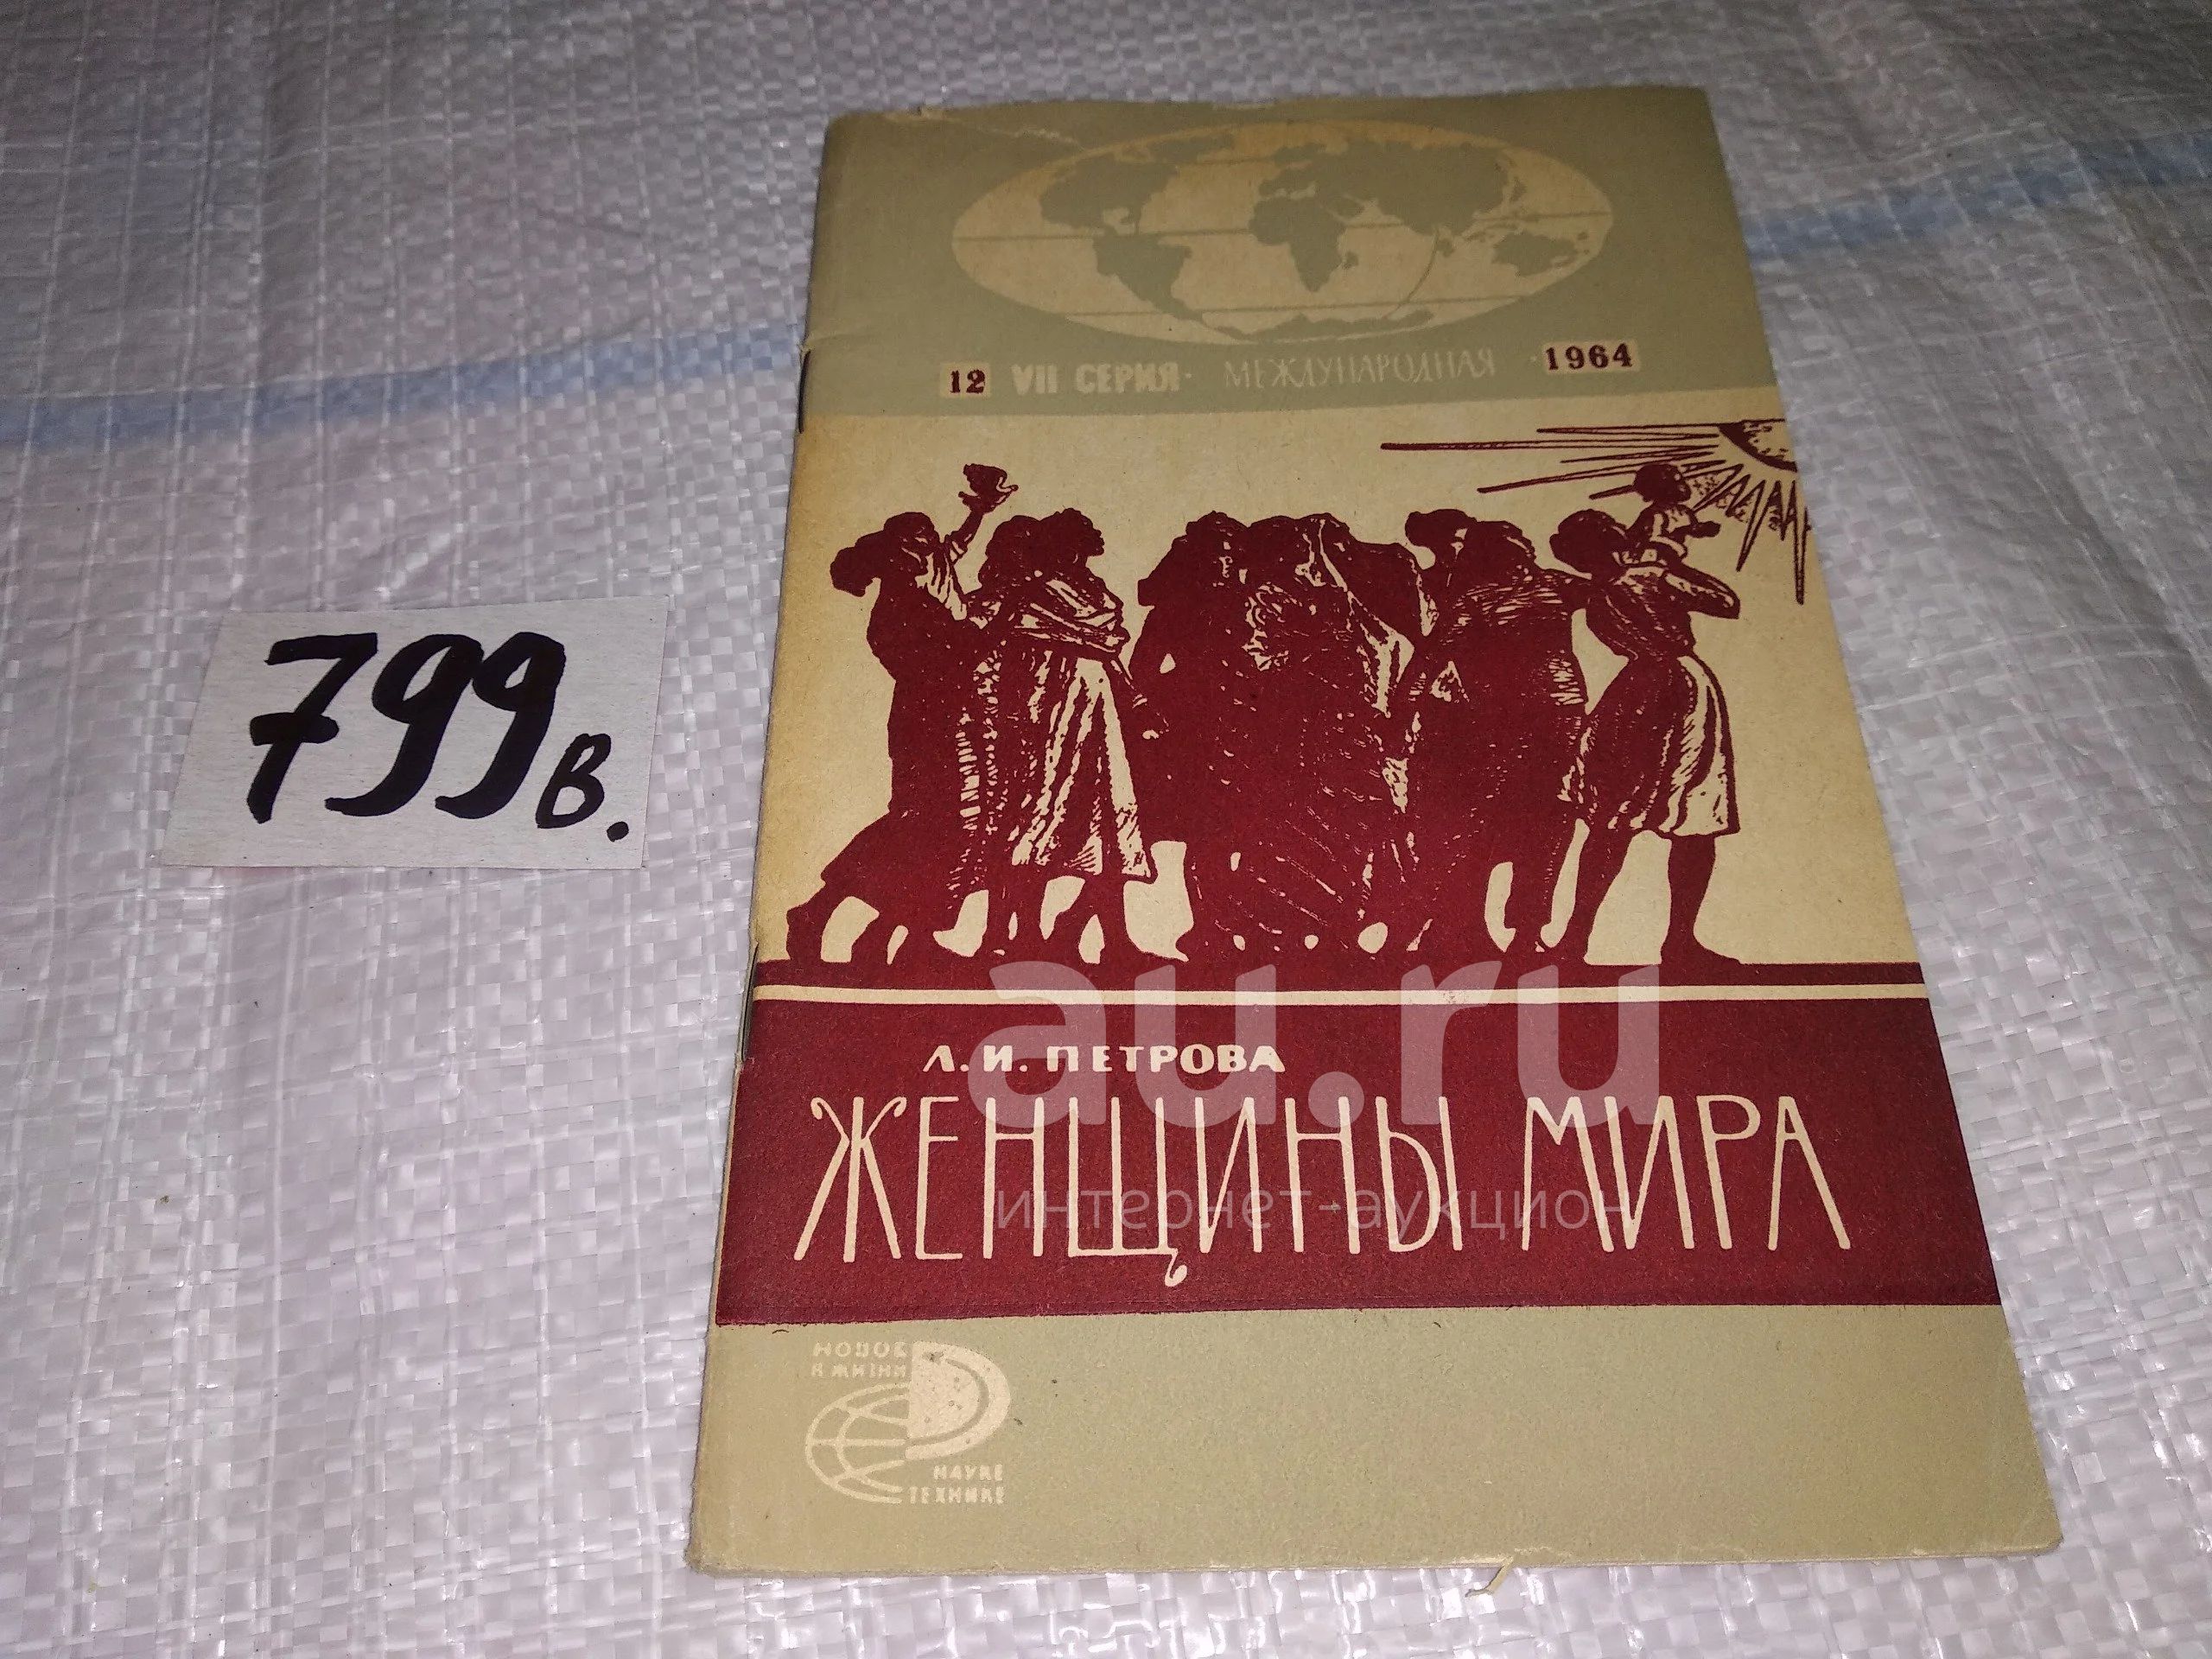 12 VII СЕРИЯ · МЕЖДУНАРОДНАЯ · 1964
799в.
au.ru
Л. И. ПЕТРОВА
ЖЕНЩИНЫ МИРА
интернет-аукцион
НОВОЕ
В ЖИЗНИ
НАУКЕ
ТЕХНИКЕ